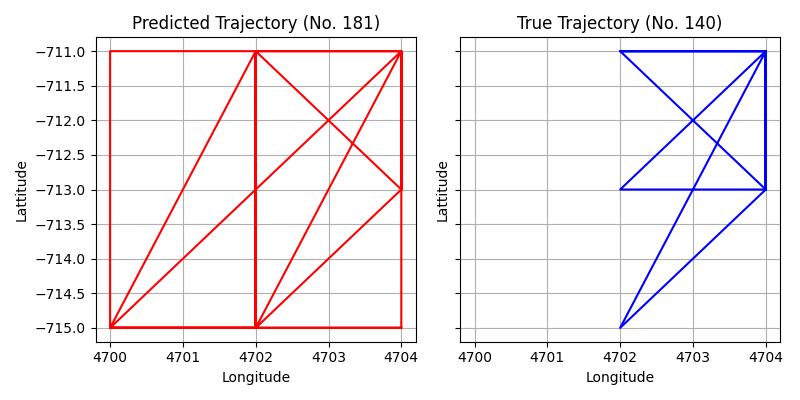 Predicted Trajectory (No. 181)
True Trajectory (No. 140)
Lattitude
−711.0
−711.5
−712.0
−712.5
−713.0
−713.5
−714.0
−714.5
−715.0
4700 4701 4702 4703 4704
Longitude
Lattitude
4700 4701 4702 4703 4704
Longitude